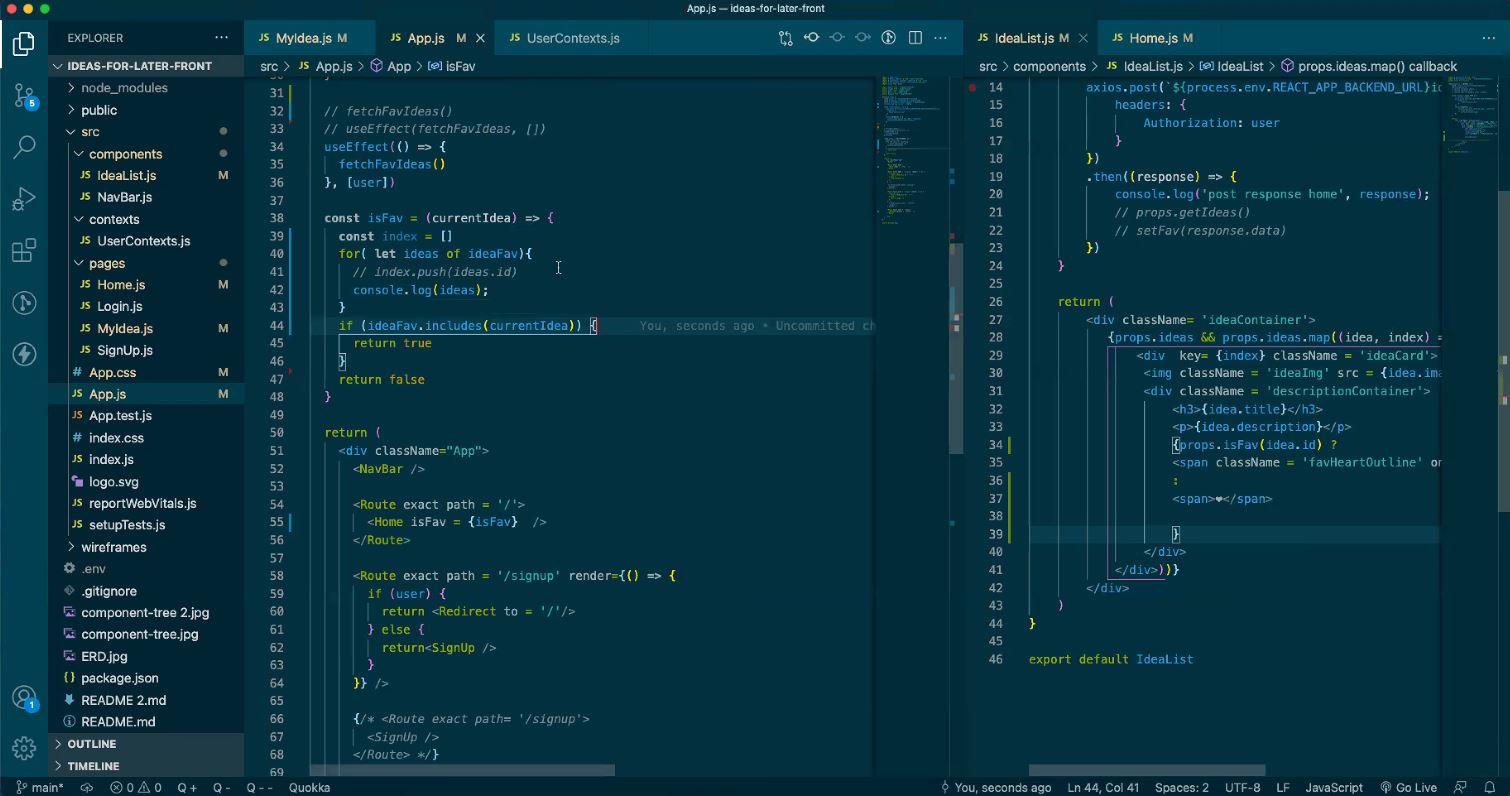 App.js — ideas-for-later-front
EXPLORER
IDEAS-FOR-LATER-FRONT
node_modules
public
src
components
IdeaList.js M
NavBar.js
contexts
UserContexts.js
pages
Home.js M
Login.js
MyIdea.js M
SignUp.js
App.css M
App.js M
App.test.js
index.css
index.js
logo.svg
reportWebVitals.js
setupTests.js
wireframes
.env
.gitignore
component-tree 2.jpg
component-tree.jpg
ERD.jpg
package.json
README 2.md
README.md
OUTLINE
TIMELINE
5
1
MyIdea.js M
App.js M
UserContexts.js
src > App.js > App > isFav
31
32 // fetchFavIdeas()
33 // useEffect(fetchFavIdeas, [])
34 useEffect(() => {
35 fetchFavIdeas()
36 }, [user])
37
38 const isFav = (currentIdea) => {
39 const index = []
40 for( let ideas of ideaFav){
41 // index.push(ideas.id)
42 console.log(ideas);
43 }
44 if (ideaFav.includes(currentIdea)) { You, seconds ago • Uncommitted ch
45 return true
46 }
47 return false
48 }
49
50 return (
51 <div className="App">
52 <NavBar />
53
54 <Route exact path = '/'>
55 <Home isFav = {isFav} />
56 </Route>
57
58 <Route exact path = '/signup' render={() => {
59 if (user) {
60 return <Redirect to = '/'/>
61 } else {
62 return<SignUp />
63 }
64 }} />
65
66 {/* <Route exact path= '/signup'>
67 <SignUp />
68 </Route> */}
69
IdeaList.js M
Home.js M
src > components > IdeaList.js > IdeaList > props.ideas.map() callback
14 axios.post(`${process.env.REACT_APP_BACKEND_URL}id
15 headers: {
16 Authorization: user
17 }
18 })
19 .then((response) => {
20 console.log('post response home', response);
21 // props.getIdeas()
22 // setFav(response.data)
23 })
24 }
25
26 return (
27 <div className= 'ideaContainer'>
28 {props.ideas && props.ideas.map((idea, index) =
29 <div key= {index} className = 'ideaCard'>
30 <img className = 'ideaImg' src = {idea.ima
31 <div className = 'descriptionContainer'>
32 <h3>{idea.title}</h3>
33 <p>{idea.description}</p>
34 {props.isFav(idea.id) ?
35 <span className = 'favHeartOutline' on
36 :
37 <span>❤</span>
38
39 }
40 </div>
41 </div>))}
42 </div>
43 )
44 }
45
46 export default IdeaList
main* 0 0 Q + Q - Q - - Quokka You, seconds ago Ln 44, Col 41 Spaces: 2 UTF-8 LF JavaScript Go Live